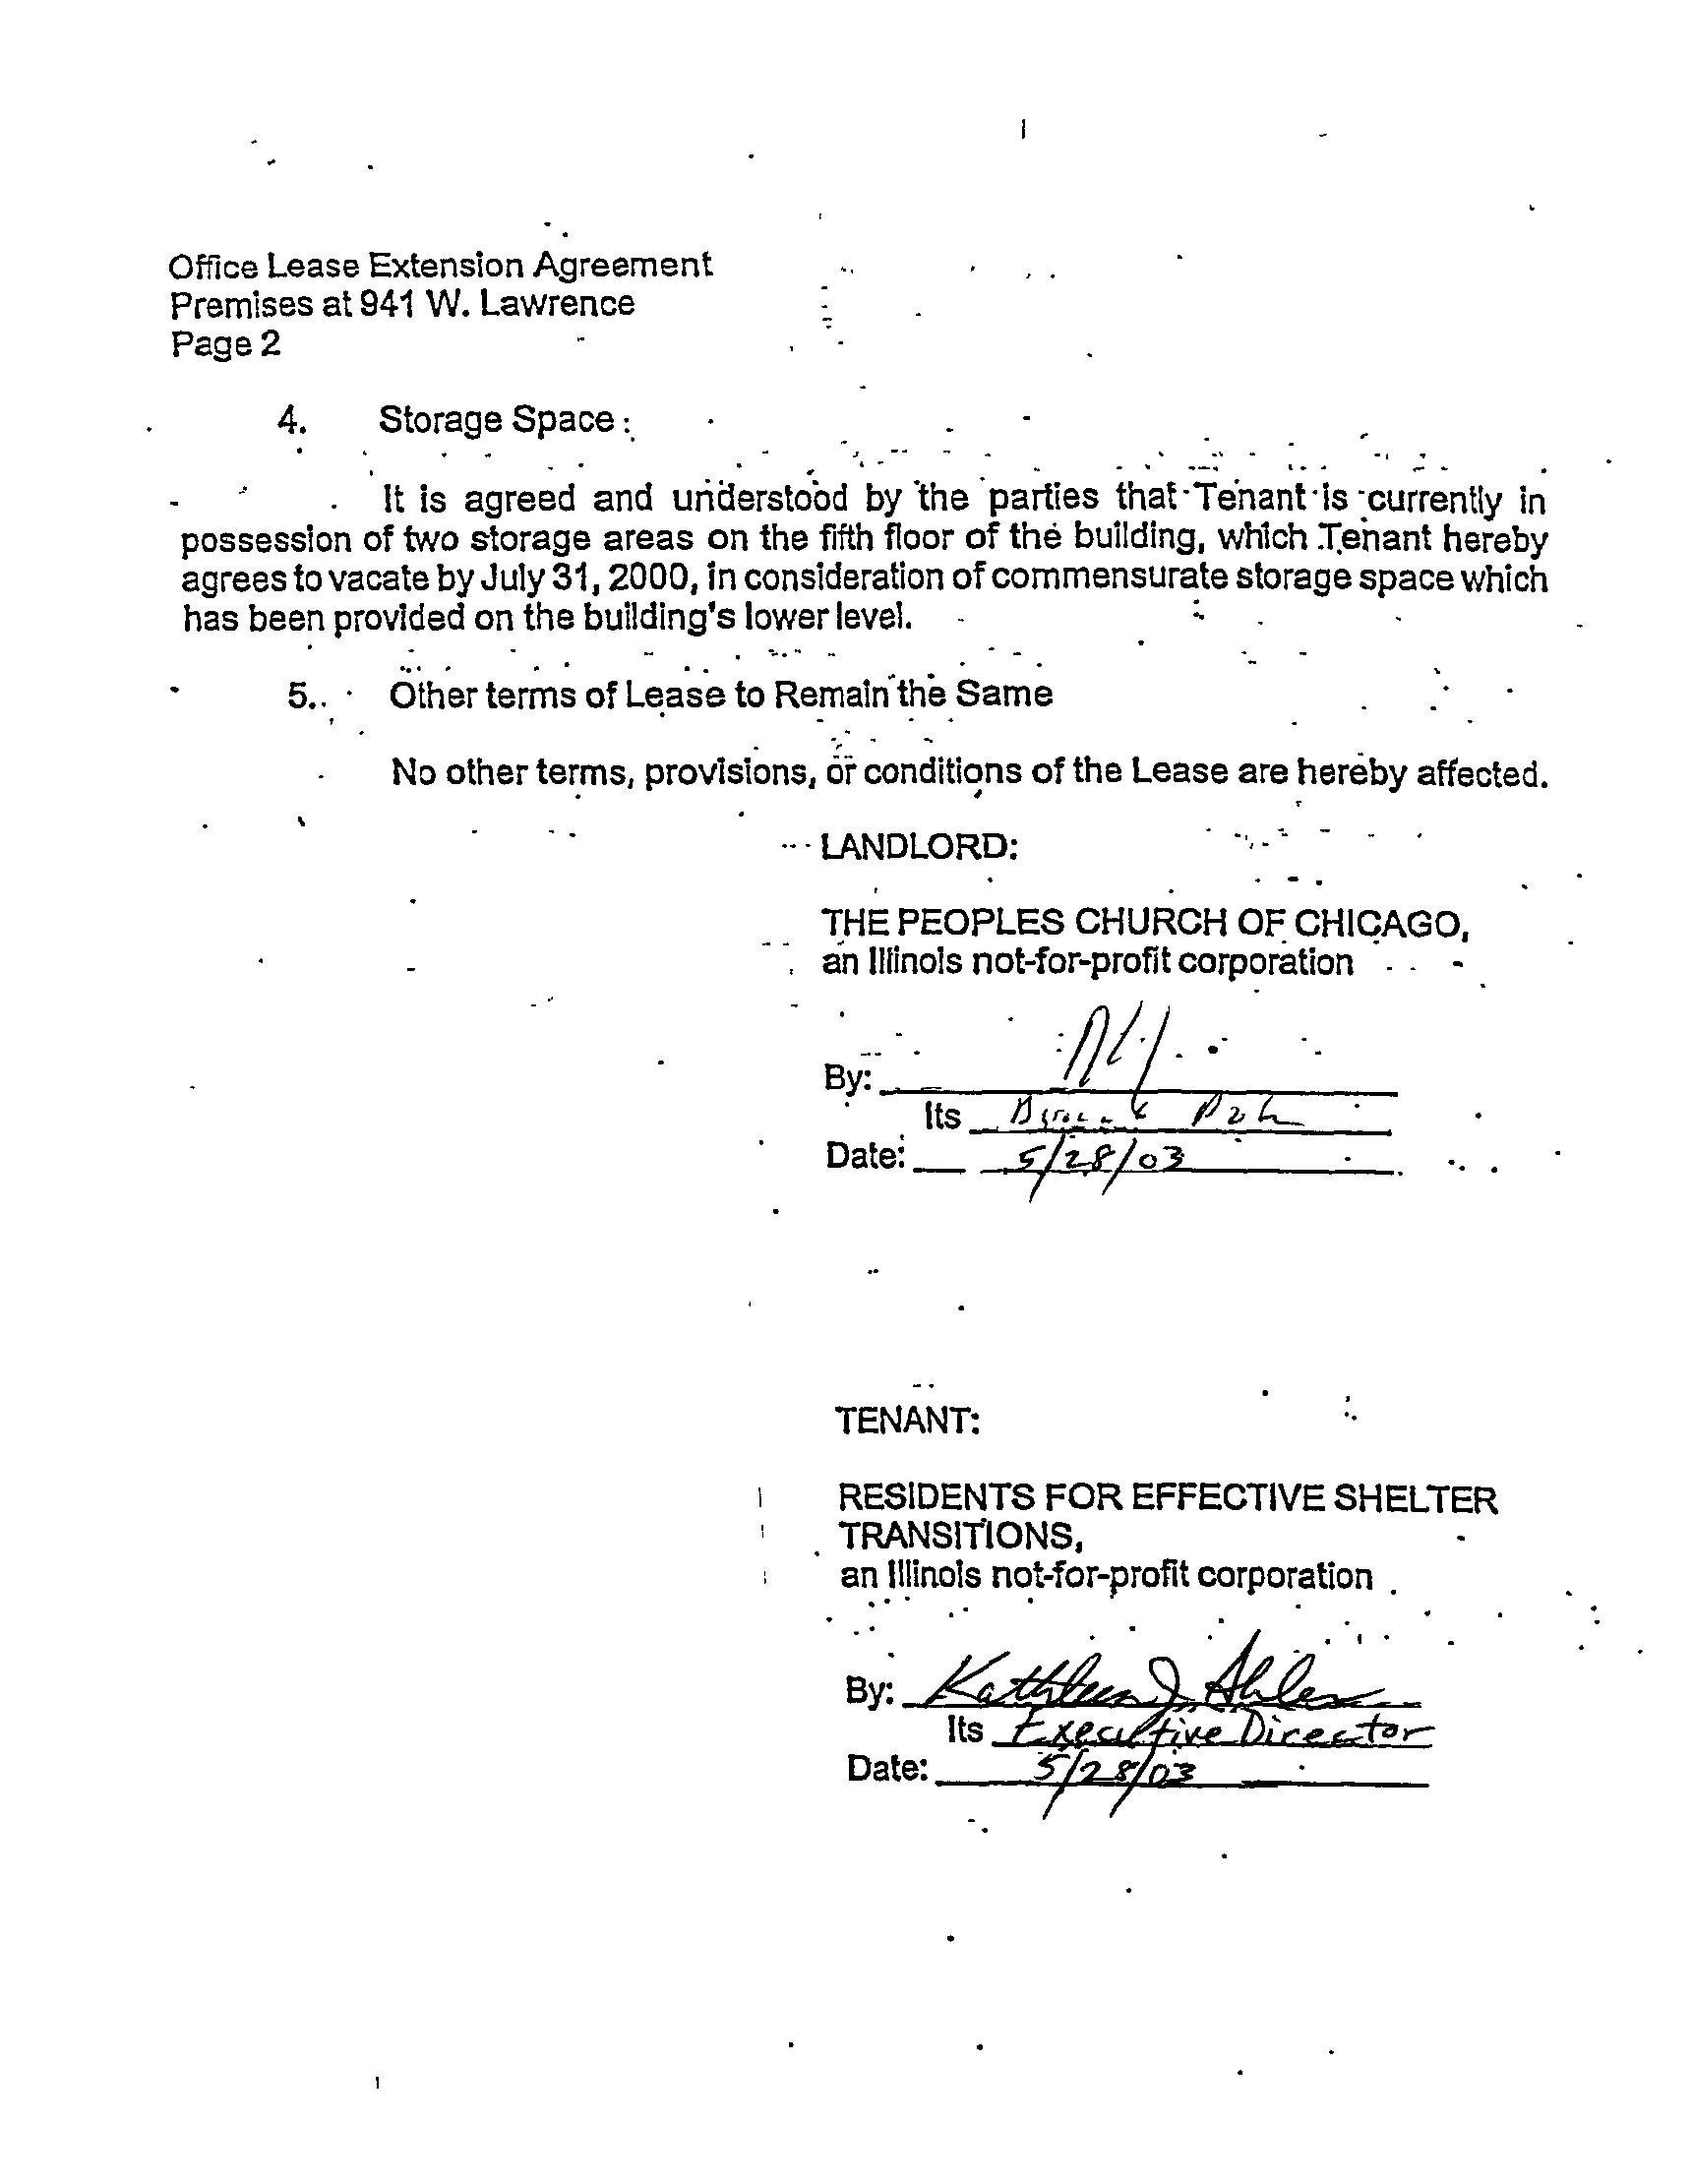 Office Lease Extension Agreement
Premises at 941 W. Lawrence
Page 2
4. Storage Space:
It is agreed and understood by the parties that Tenant is currently in
possession of two storage areas on the fifth floor of the building, which Tenant hereby
agrees to vacate by July 31, 2000, in consideration of commensurate storage space which
has been provided on the building's lower level.
5. Other terms of Lease to Remain the Same
No other terms, provisions, or conditions of the Lease are hereby affected.
LANDLORD:
THE PEOPLES CHURCH OF CHICAGO,
an Illinois not-for-profit corporation
By:
Its
Date: 5/28/03
TENANT:
RESIDENTS FOR EFFECTIVE SHELTER
TRANSITIONS,
an Illinois not-for-profit corporation
By: Kathleen J Ahler
Its Executive Director
Date: 5/28/03